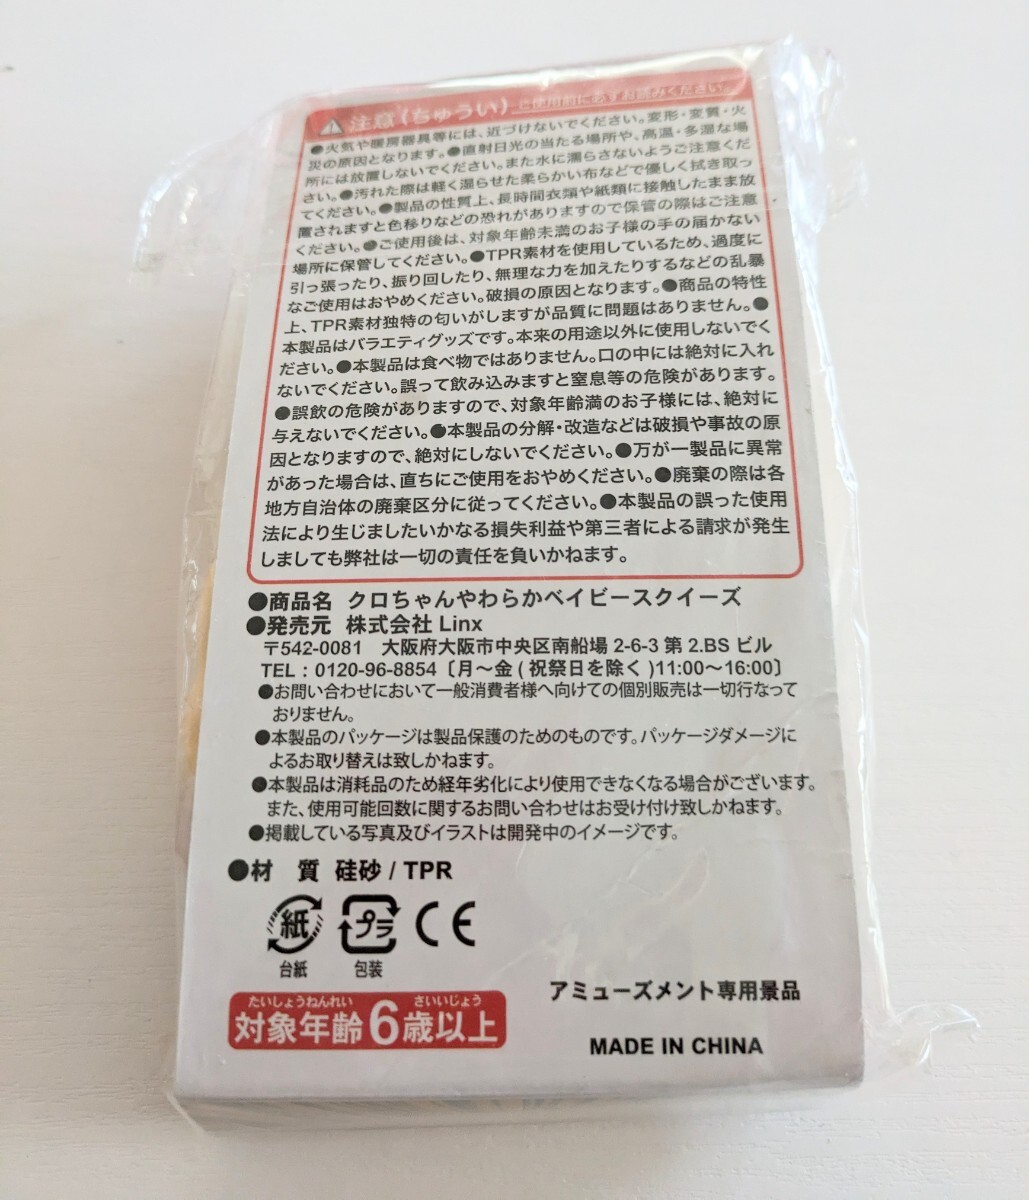 注意(ちゅうい) ご使用前に必ずお読みください。
●火気や暖房器具等には、近づけないでください。変形・変質・火
災の原因となります。●直射日光の当たる場所や、高温・多湿な場
所には放置しないでください。また水に濡らさないようご注意くだ
さい。●汚れた際は軽く湿らせた柔らかい布などで優しく拭き取っ
てください。●製品の性質上、長時間衣類や紙類に接触したまま放
置されますと色移りなどの恐れがありますので保管の際はご注意
ください。●ご使用後は、対象年齢未満のお子様の手の届かない
場所に保管してください。●TPR素材を使用しているため、過度に
引っ張ったり、振り回したり、無理な力を加えたりするなどの乱暴
なご使用はおやめください。破損の原因となります。●商品の特性
上、TPR素材独特の匂いがしますが品質に問題はありません。●
本製品はバラエティグッズです。本来の用途以外に使用しないでく
ださい。●本製品は食べ物ではありません。口の中には絶対に入れ
ないでください。誤って飲み込みますと窒息等の危険があります。
●誤飲の危険がありますので、対象年齢満のお子様には、絶対に
与えないでください。●本製品の分解・改造などは破損や事故の原
因となりますので、絶対にしないでください。●万が一製品に異常
があった場合は、直ちにご使用をおやめください。●廃棄の際は各
地方自治体の廃棄区分に従ってください。●本製品の誤った使用
法により生じましたいかなる損失利益や第三者による請求が発生
しましても弊社は一切の責任を負いかねます。
●商品名 クロちゃんやわらかベイビースクイーズ
●発売元 株式会社 Linx
〒542-0081 大阪府大阪市中央区南船場 2-6-3 第 2.BS ビル
TEL : 0120-96-8854〔月〜金 ( 祝祭日を除く )11:00〜16:00〕
●お問い合わせにおいて一般消費者様へ向けての個別販売は一切行なって
おりません。
●本製品のパッケージは製品保護のためのものです。パッケージダメージに
よるお取り替えは致しかねます。
●本製品は消耗品のため経年劣化により使用できなくなる場合がございます。
また、使用可能回数に関するお問い合わせはお受け付け致しかねます。
●掲載している写真及びイラストは開発中のイメージです。
●材 質 硅砂 / TPR
紙 プラ CE
台紙 包装
アミューズメント専用景品
たいしょうねんれい さいいじょう
対象年齢6歳以上
MADE IN CHINA